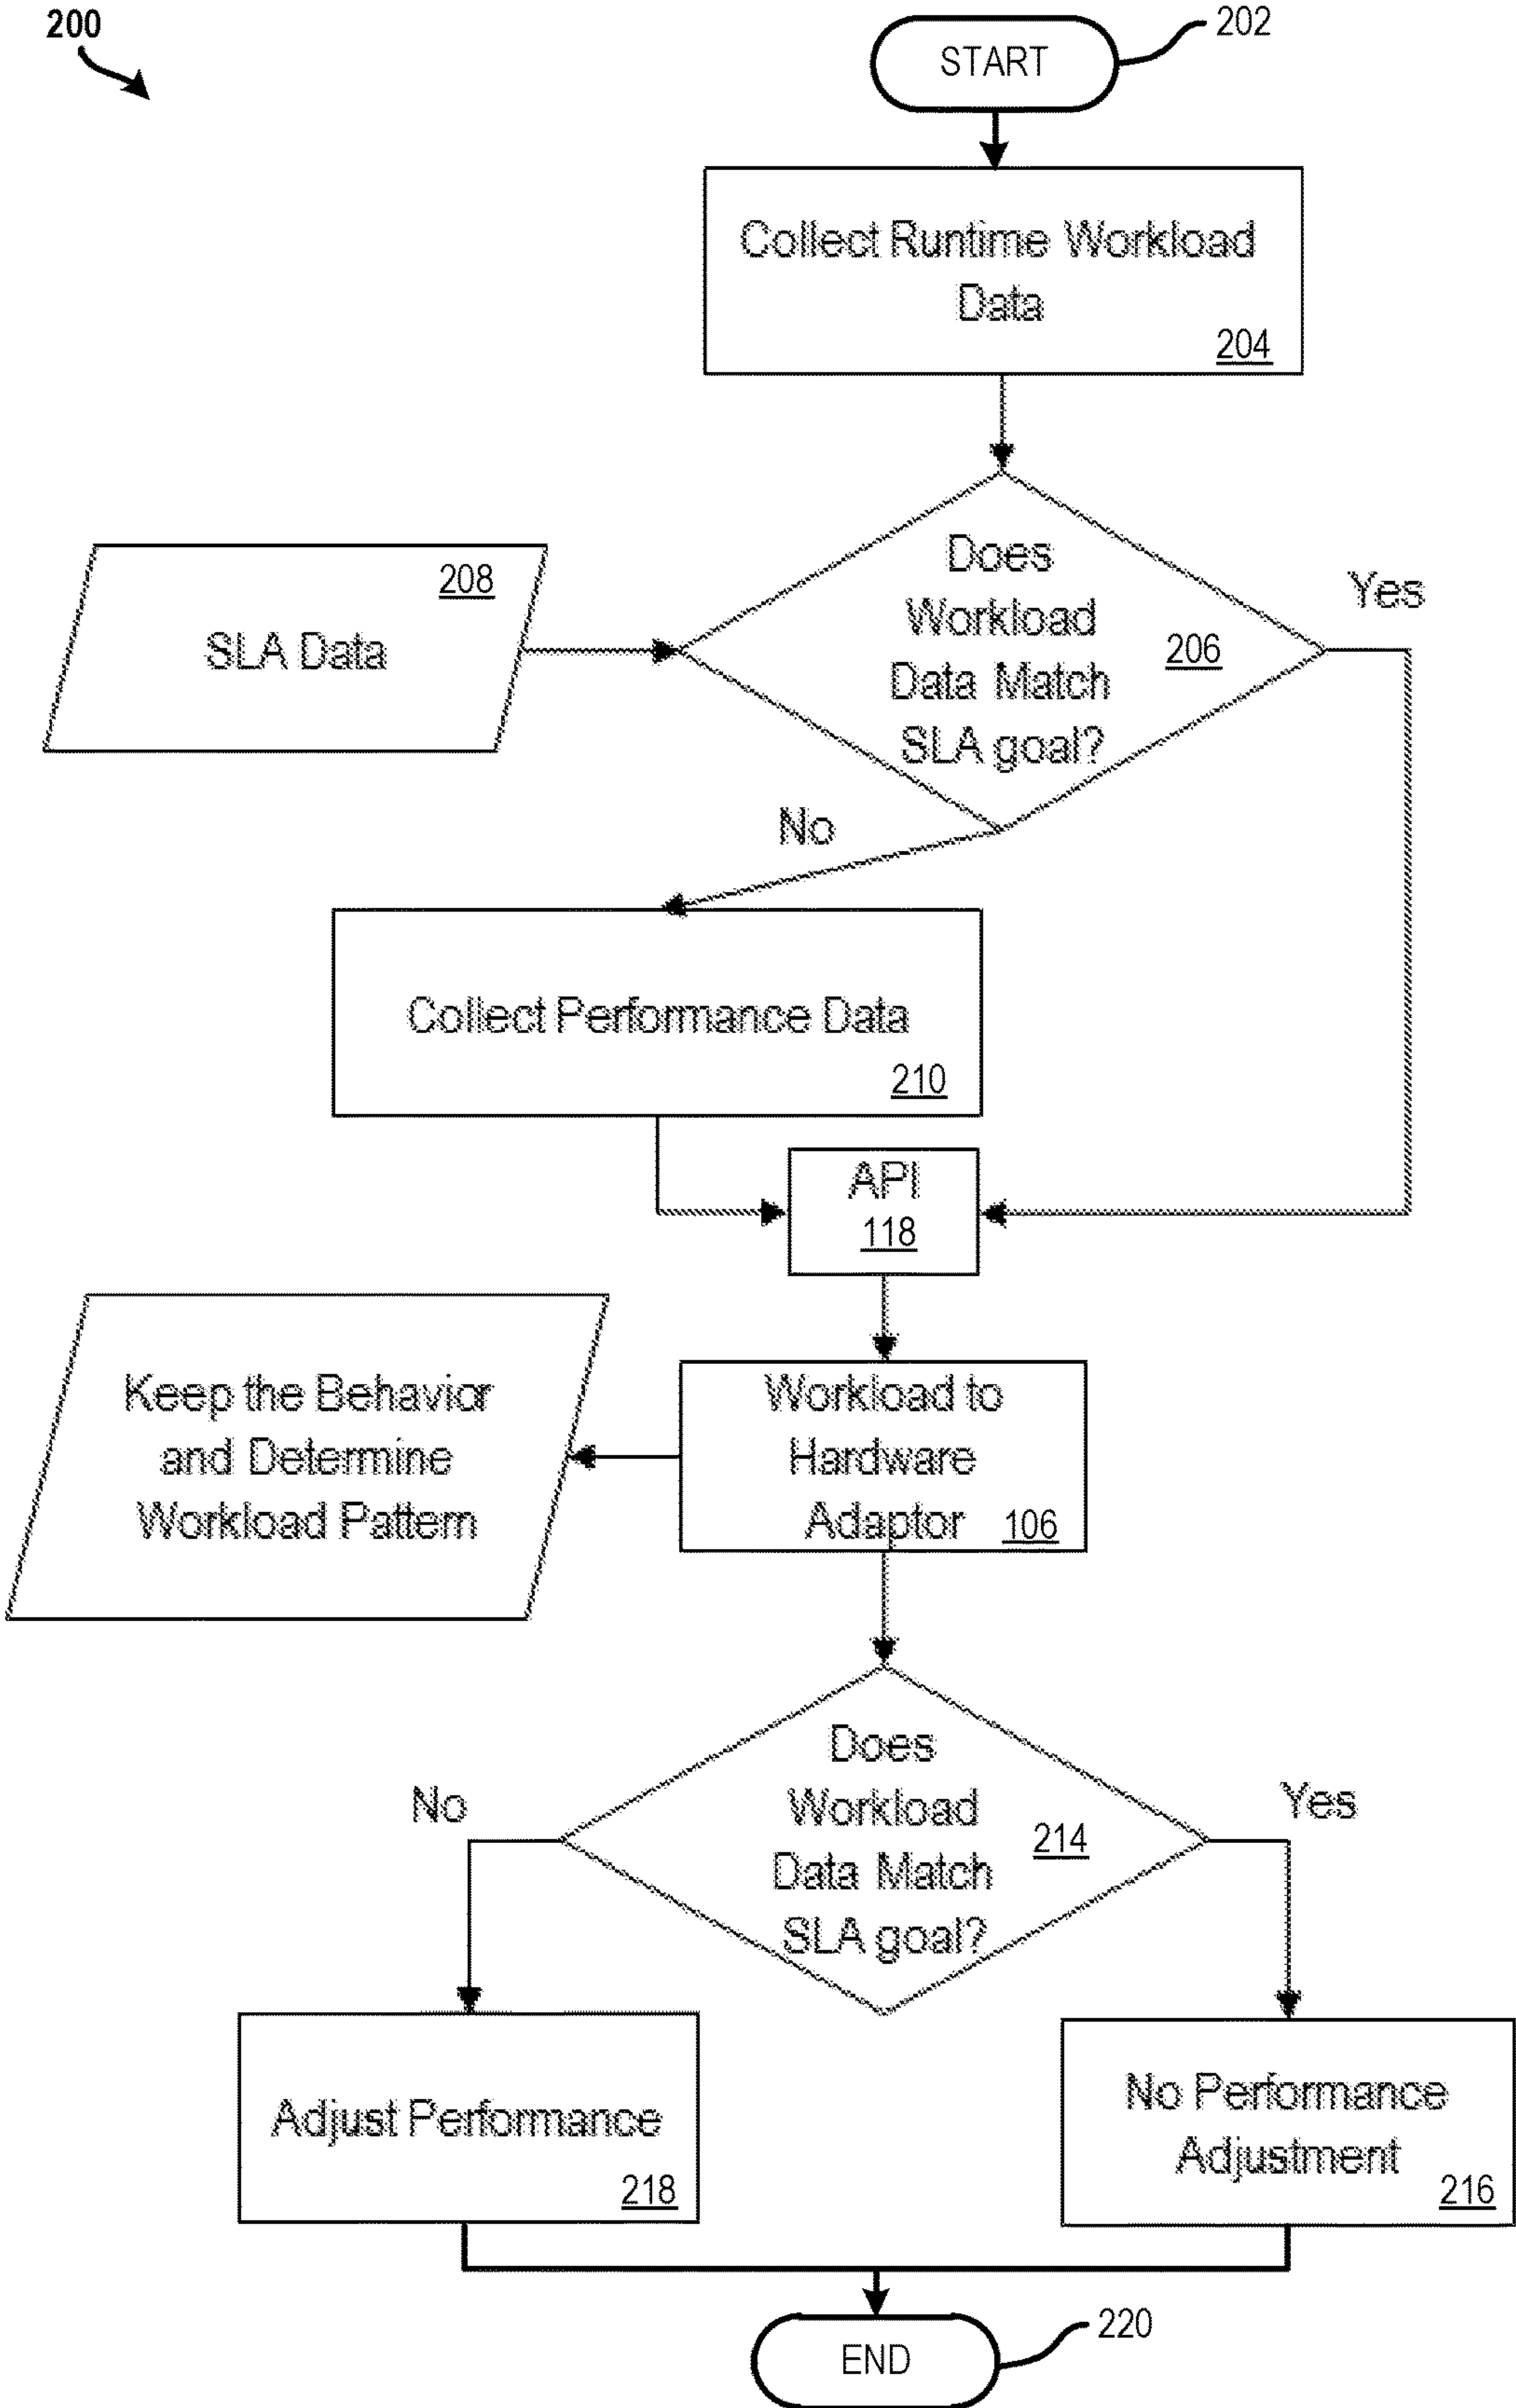 200
START
202
Collect Runtime Workload
Data
204
208
SLA Data
Does
Workload
Data Match
SLA goal?
206
Yes
No
Collect Performance Data
210
API
118
Keep the Behavior
and Determine
Workload Pattern
Workload to
Hardware
Adaptor
106
Does
Workload
Data Match
SLA goal?
214
No
Yes
Adjust Performance
218
No Performance
Adjustment
216
END
220